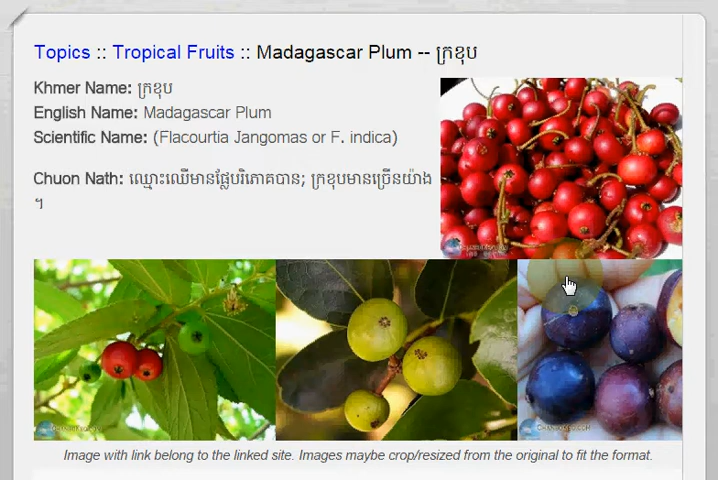 Topics :: Tropical Fruits :: Madagascar Plum -- ក្រខុប
Khmer Name: ក្រខុប
English Name: Madagascar Plum
Scientific Name: (Flacourtia Jangomas or F. indica)
Chuon Nath: ឈ្មោះឈើមានផ្លែបរិភោគបាន; ក្រខុបមានច្រើនយ៉ាង
។
Image with link belong to the linked site. Images maybe crop/resized from the original to fit the format.